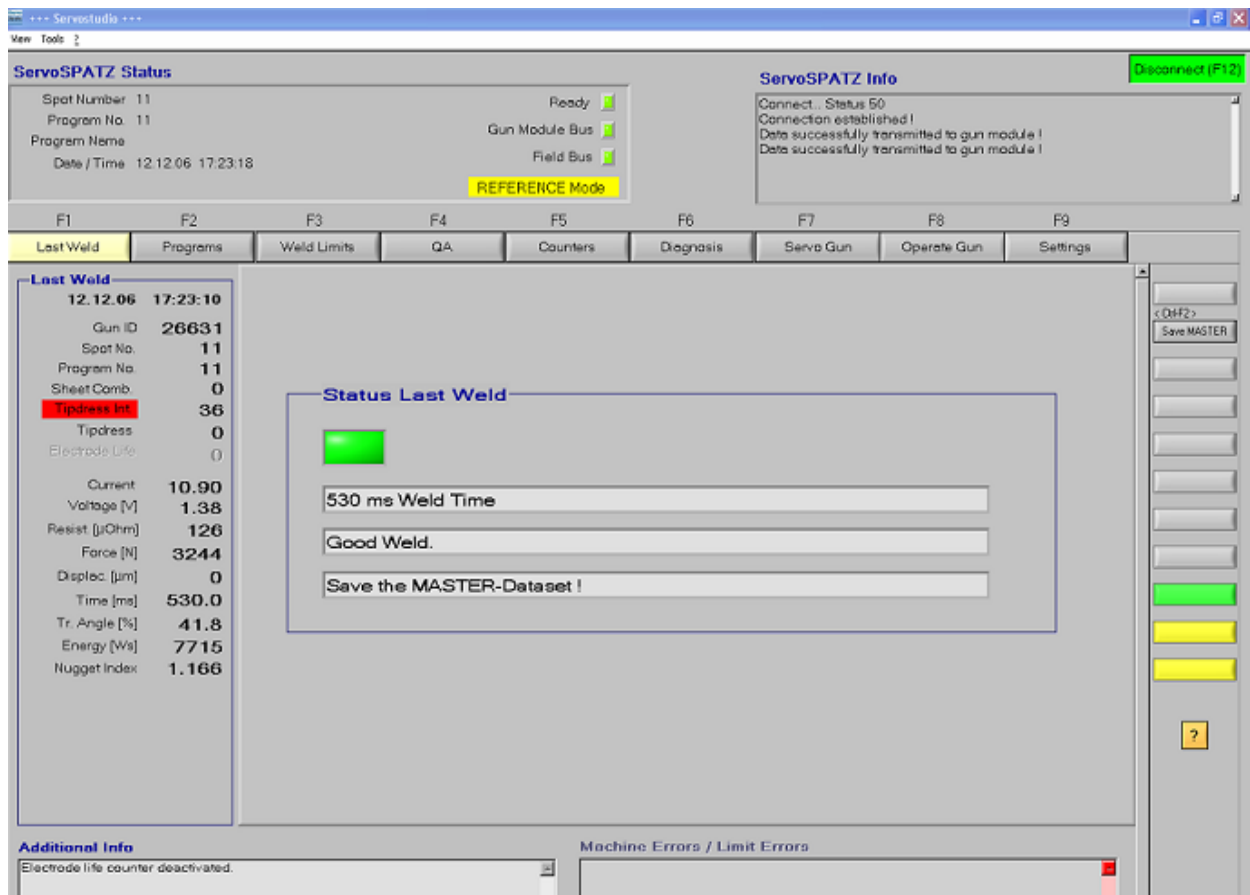 +++ Servostudio +++
View Tools ?
ServoSPATZ Status
Spot Number 11
Program No. 11
Program Name
Date / Time 12.12.06 17:23:18
Ready
Gun Module Bus
Field Bus
REFERENCE Mode
ServoSPATZ Info
Disconnect (F12)
Connect.. Status 50
Connection established !
Data successfully transmitted to gun module !
Data successfully transmitted to gun module !
F1 F2 F3 F4 F5 F6 F7 F8 F9
Last Weld Programs Weld Limits QA Counters Diagnosis Servo Gun Operate Gun Settings
Last Weld
12.12.06 17:23:10
Gun ID 26631
Spot No. 11
Program No. 11
Sheet Comb. 0
Tipdress Int 36
Tipdress 0
Electrode Life 0
Current 10.90
Voltage [V] 1.38
Resist. [µOhm] 126
Force [N] 3244
Displac. [µm] 0
Time [ms] 530.0
Tr. Angle [%] 41.8
Energy [Ws] 7715
Nugget Index 1.166
Status Last Weld
530 ms Weld Time
Good Weld.
Save the MASTER-Dataset !
<Ctrl-F2>
Save MASTER
?
Additional Info
Electrode life counter deactivated.
Machine Errors / Limit Errors